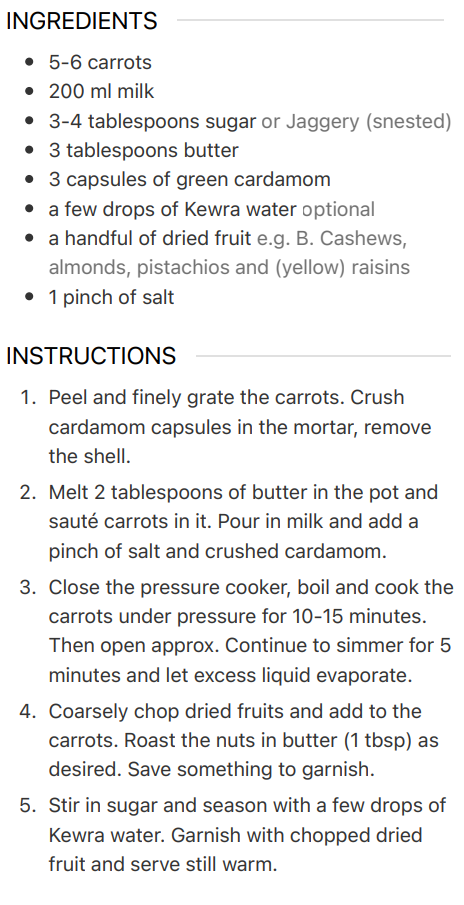 INGREDIENTS
5-6 carrots
200 ml milk
3-4 tablespoons sugar or Jaggery (snested)
3 tablespoons butter
3 capsules of green cardamom
a few drops of Kewra water optional
a handful of dried fruit e.g. B. Cashews,
almonds, pistachios and (yellow) raisins
1 pinch of salt
INSTRUCTIONS
1. Peel and finely grate the carrots. Crush
cardamom capsules in the mortar, remove
the shell.
2. Melt 2 tablespoons of butter in the pot and
sauté carrots in it. Pour in milk and add a
pinch of salt and crushed cardamom.
3. Close the pressure cooker, boil and cook the
carrots under pressure for 10-15 minutes.
Then open approx. Continue to simmer for 5
minutes and let excess liquid evaporate.
4. Coarsely chop dried fruits and add to the
carrots. Roast the nuts in butter (1 tbsp) as
desired. Save something to garnish.
5. Stir in sugar and season with a few drops of
Kewra water. Garnish with chopped dried
fruit and serve still warm.